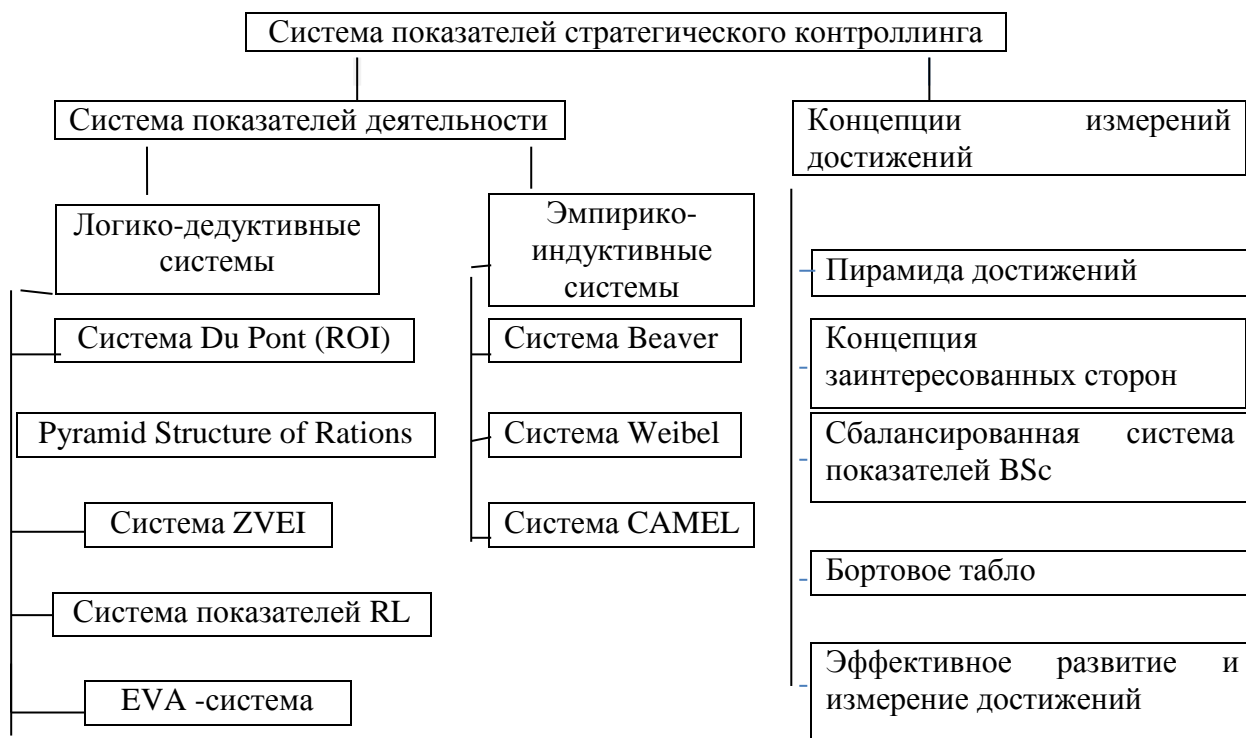 Система показателей стратегического контроллинга
Система показателей деятельности
Концепции измерений
достижений
Логико-дедуктивные
системы
Эмпирико-
индуктивные
системы
Система Du Pont (ROI)
Pyramid Structure of Rations
Система ZVEI
Система показателей RL
EVA -система
Система Beaver
Система Weibel
Система CAMEL
Пирамида достижений
Концепция
заинтересованных сторон
Сбалансированная система
показателей BSc
Бортовое табло
Эффективное развитие и
измерение достижений